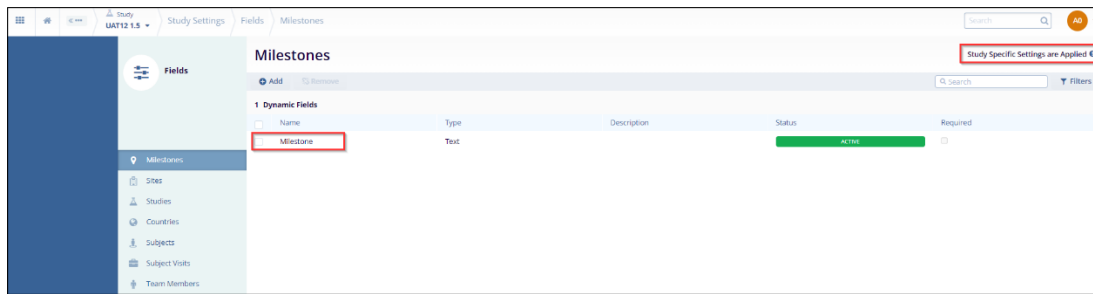 Study
UAT12 1.5
Study Settings
Fields
Milestones
Search
AO
Fields
Milestones
Study Specific Settings are Applied
Add
Remove
Search
Filters
1 Dynamic Fields
Name
Type
Description
Status
Required
Milestone
Text
ACTIVE
Milestones
Sites
Studies
Countries
Subjects
Subject Visits
Team Members